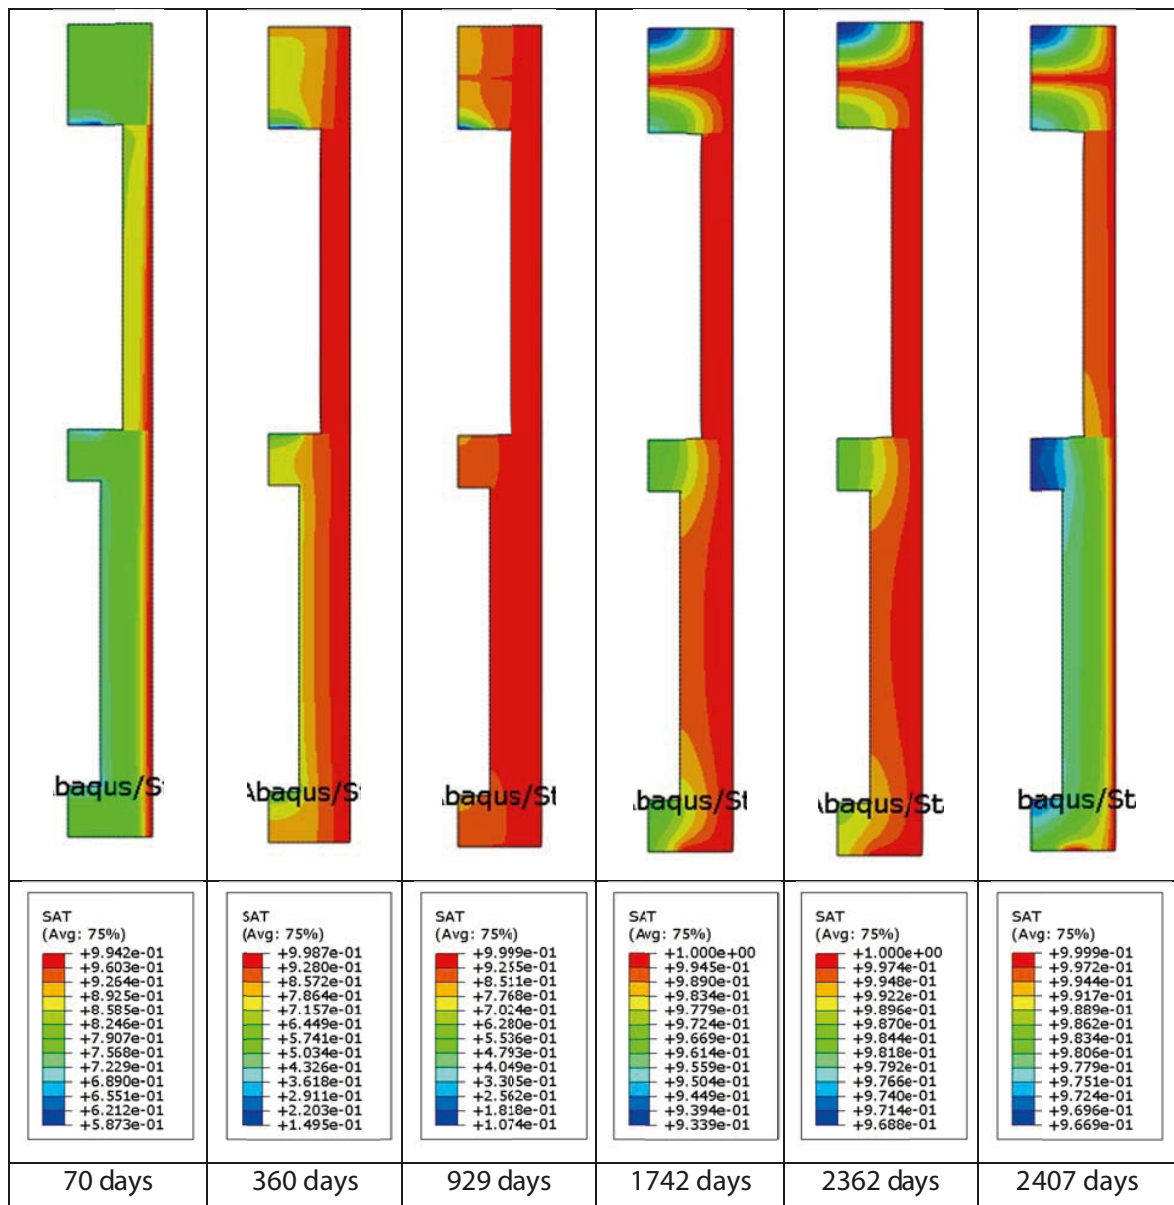 baqus/St
Abaqus/St
Abaqus/St
Abaqus/St
Abaqus/Sta
baqus/St
SAT
(Avg: 75%)
+9.942e-01
+9.603e-01
+9.264e-01
+8.925e-01
+8.585e-01
+8.246e-01
+7.907e-01
+7.568e-01
+7.229e-01
+6.890e-01
+6.551e-01
+6.212e-01
+5.873e-01
SAT
(Avg: 75%)
+9.987e-01
+9.280e-01
+8.572e-01
+7.864e-01
+7.157e-01
+6.449e-01
+5.741e-01
+5.034e-01
+4.326e-01
+3.618e-01
+2.911e-01
+2.203e-01
+1.495e-01
SAT
(Avg: 75%)
+9.999e-01
+9.255e-01
+8.511e-01
+7.768e-01
+7.024e-01
+6.280e-01
+5.536e-01
+4.793e-01
+4.049e-01
+3.305e-01
+2.562e-01
+1.818e-01
+1.074e-01
SAT
(Avg: 75%)
+1.000e+00
+9.945e-01
+9.890e-01
+9.834e-01
+9.779e-01
+9.724e-01
+9.669e-01
+9.614e-01
+9.559e-01
+9.504e-01
+9.449e-01
+9.394e-01
+9.339e-01
SAT
(Avg: 75%)
+1.000e+00
+9.974e-01
+9.948e-01
+9.922e-01
+9.896e-01
+9.870e-01
+9.844e-01
+9.818e-01
+9.792e-01
+9.766e-01
+9.740e-01
+9.714e-01
+9.688e-01
SAT
(Avg: 75%)
+9.999e-01
+9.972e-01
+9.944e-01
+9.917e-01
+9.889e-01
+9.862e-01
+9.834e-01
+9.806e-01
+9.779e-01
+9.751e-01
+9.724e-01
+9.696e-01
+9.669e-01
70 days
360 days
929 days
1742 days
2362 days
2407 days